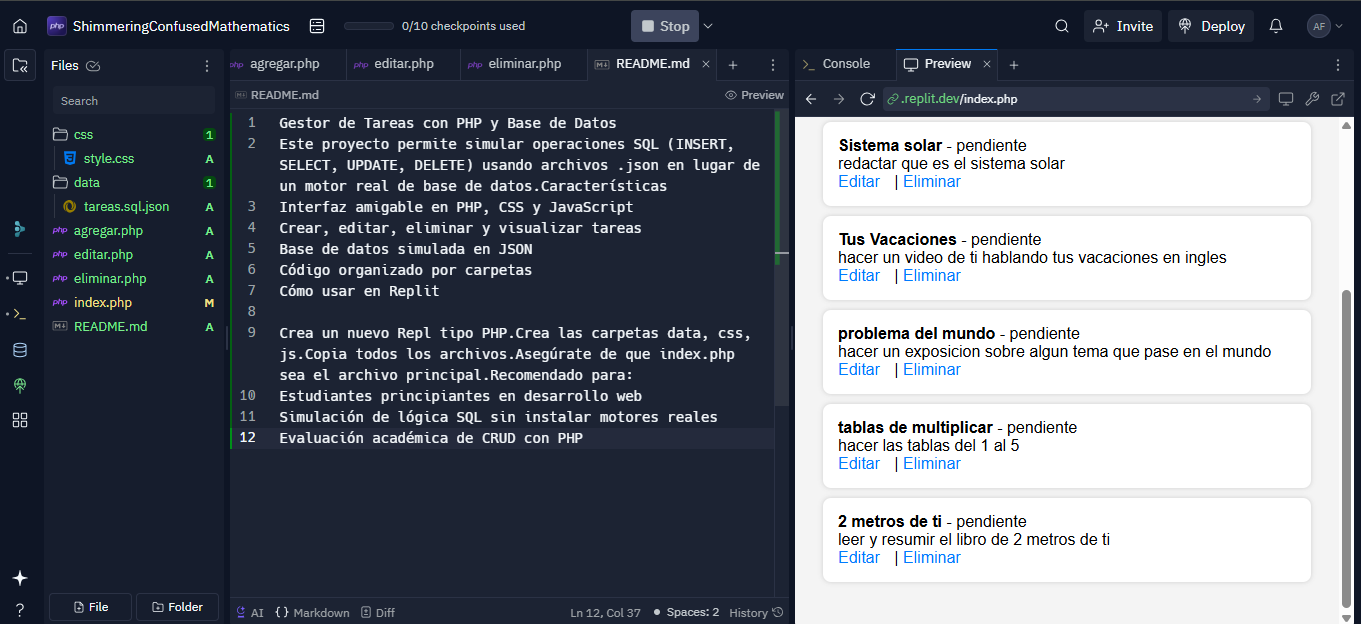 php ShimmeringConfusedMathematics 0/10 checkpoints used Stop Invite Deploy AF
Files
Search
css 1
style.css A
data 1
tareas.sql.json A
php agregar.php A
php editar.php A
php eliminar.php A
php index.php M
README.md A
File Folder
php agregar.php php editar.php php eliminar.php README.md
README.md Preview
1 Gestor de Tareas con PHP y Base de Datos
2 Este proyecto permite simular operaciones SQL (INSERT,
SELECT, UPDATE, DELETE) usando archivos .json en lugar de
un motor real de base de datos.Características
3 Interfaz amigable en PHP, CSS y JavaScript
4 Crear, editar, eliminar y visualizar tareas
5 Base de datos simulada en JSON
6 Código organizado por carpetas
7 Cómo usar en Replit
8
9 Crea un nuevo Repl tipo PHP.Crea las carpetas data, css,
js.Copia todos los archivos.Asegúrate de que index.php
sea el archivo principal.Recomendado para:
10 Estudiantes principiantes en desarrollo web
11 Simulación de lógica SQL sin instalar motores reales
12 Evaluación académica de CRUD con PHP
AI {} Markdown Diff Ln 12, Col 37 Spaces: 2 History
Console Preview
.replit.dev/index.php
Sistema solar - pendiente
redactar que es el sistema solar
Editar | Eliminar
Tus Vacaciones - pendiente
hacer un video de ti hablando tus vacaciones en ingles
Editar | Eliminar
problema del mundo - pendiente
hacer un exposicion sobre algun tema que pase en el mundo
Editar | Eliminar
tablas de multiplicar - pendiente
hacer las tablas del 1 al 5
Editar | Eliminar
2 metros de ti - pendiente
leer y resumir el libro de 2 metros de ti
Editar | Eliminar